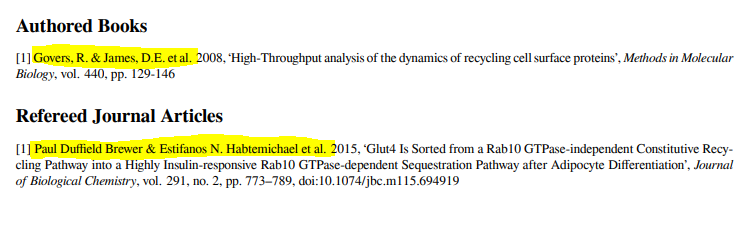 Authored Books
[1] Govers, R. & James, D.E. et al. 2008, ‘High-Throughput analysis of the dynamics of recycling cell surface proteins’, Methods in Molecular
Biology, vol. 440, pp. 129-146
Refereed Journal Articles
[1] Paul Duffield Brewer & Estifanos N. Habtemichael et al. 2015, ‘Glut4 Is Sorted from a Rab10 GTPase-independent Constitutive Recy-
cling Pathway into a Highly Insulin-responsive Rab10 GTPase-dependent Sequestration Pathway after Adipocyte Differentiation’, Journal
of Biological Chemistry, vol. 291, no. 2, pp. 773–789, doi:10.1074/jbc.m115.694919